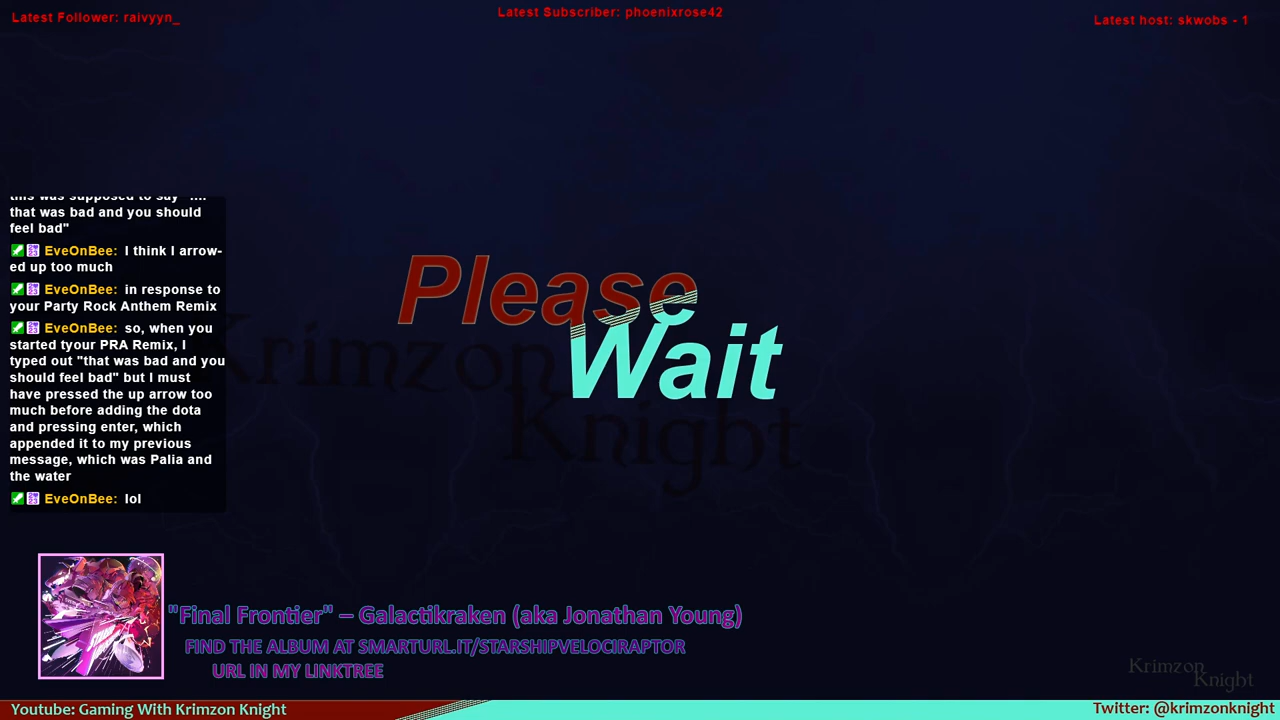 Latest Follower: raivyyn_
Latest Subscriber: phoenixrose42
Latest host: skwobs - 1
this was supposed to say "....
that was bad and you should
feel bad"
EveOnBee: I think I arrow-
ed up too much
EveOnBee: in response to
your Party Rock Anthem Remix
EveOnBee: so, when you
started tyour PRA Remix, I
typed out "that was bad and you
should feel bad" but I must
have pressed the up arrow too
much before adding the dota
and pressing enter, which
appended it to my previous
message, which was Palia and
the water
EveOnBee: lol
Please
Wait
Krimzon
Knight
"Final Frontier" – Galactikraken (aka Jonathan Young)
FIND THE ALBUM AT SMARTURL.IT/STARSHIPVELOCIRAPTOR
URL IN MY LINKTREE
Krimzon
Knight
Youtube: Gaming With Krimzon Knight
Twitter: @krimzonknight